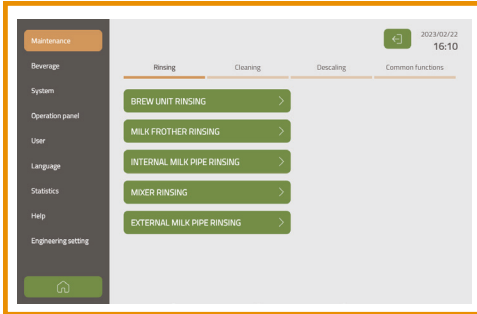 Maintenance
2023/02/22
16:10
Beverage
Rinsing
Cleaning
Descaling
Common functions
System
BREW UNIT RINSING
Operation panel
MILK FROTHER RINSING
User
INTERNAL MILK PIPE RINSING
Language
Statistics
MIXER RINSING
Help
EXTERNAL MILK PIPE RINSING
Engineering setting